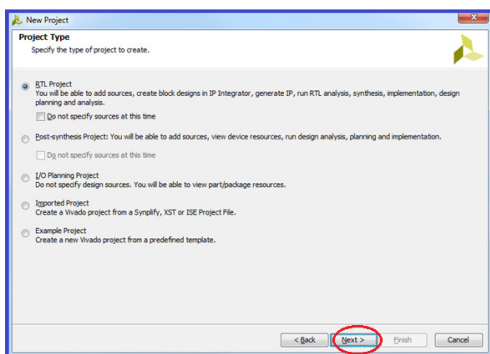 New Project
Project Type
Specify the type of project to create.
RTL Project
You will be able to add sources, create block designs in IP Integrator, generate IP, run RTL analysis, synthesis, implementation, design
planning and analysis.
Do not specify sources at this time
Post-synthesis Project: You will be able to add sources, view device resources, run design analysis, planning and implementation.
Do not specify sources at this time
I/O Planning Project
Do not specify design sources. You will be able to view part/package resources.
Imported Project
Create a Vivado project from a Synplify, XST or ISE Project File.
Example Project
Create a new Vivado project from a predefined template.
< Back Next > Finish Cancel